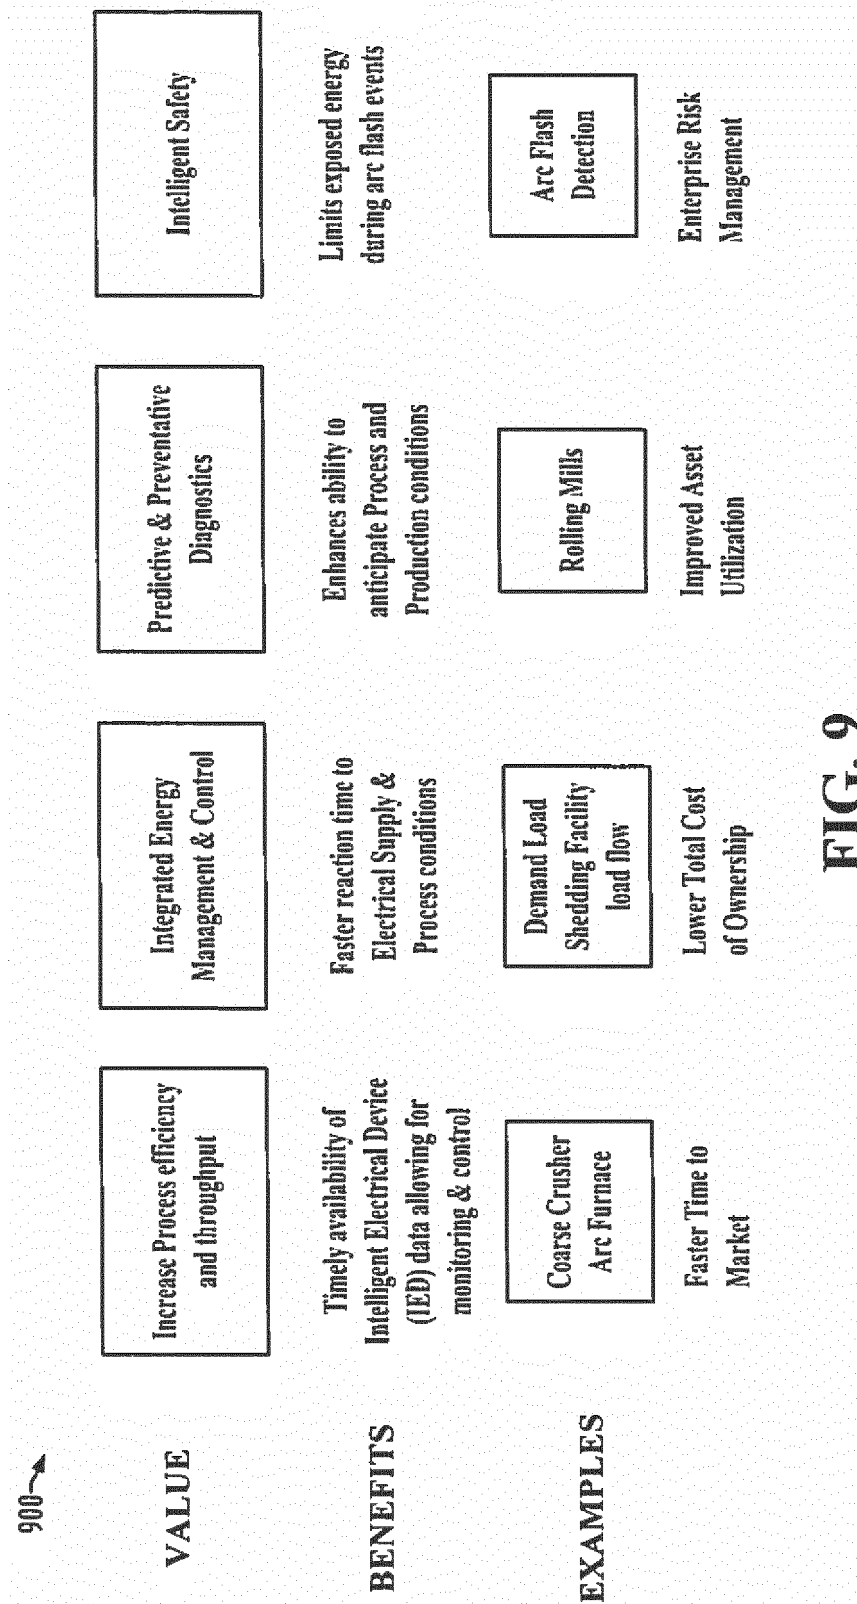 900
VALUE
Increase Process efficiency
and throughput
Integrated Energy
Management & Control
Predictive & Preventative
Diagnostics
Intelligent Safety
BENEFITS
Timely availability of
Intelligent Electrical Device
(IED) data allowing for
monitoring & control
Faster reaction time to
Electrical Supply &
Process conditions
Enhances ability to
anticipate Process and
Production conditions
Limits exposed energy
during arc flash events
EXAMPLES
Coarse Crusher
Arc Furnace
Demand Load
Shedding Facility
load flow
Rolling Mills
Arc Flash
Detection
Faster Time to
Market
Lower Total Cost
of Ownership
Improved Asset
Utilization
Enterprise Risk
Management
FIG. 9